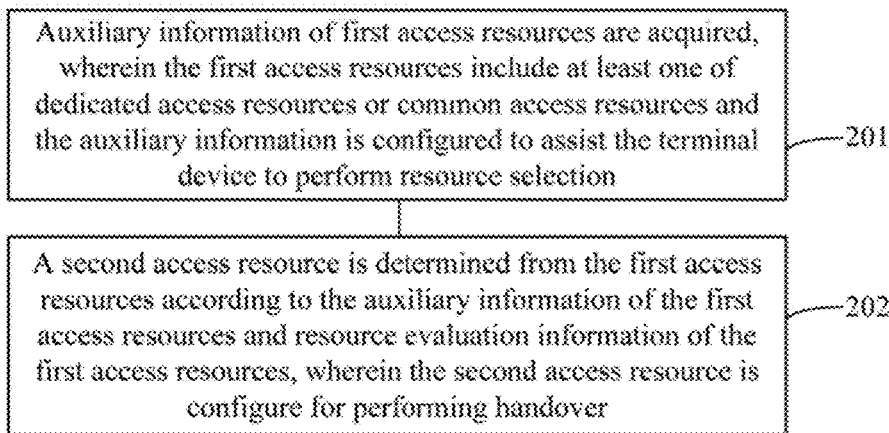 Auxiliary information of first access resources are acquired,
wherein the first access resources include at least one of
dedicated access resources or common access resources and
the auxiliary information is configured to assist the terminal
device to perform resource selection
201
A second access resource is determined from the first access
resources according to the auxiliary information of the first
access resources and resource evaluation information of the
first access resources, wherein the second access resource is
configure for performing handover
202